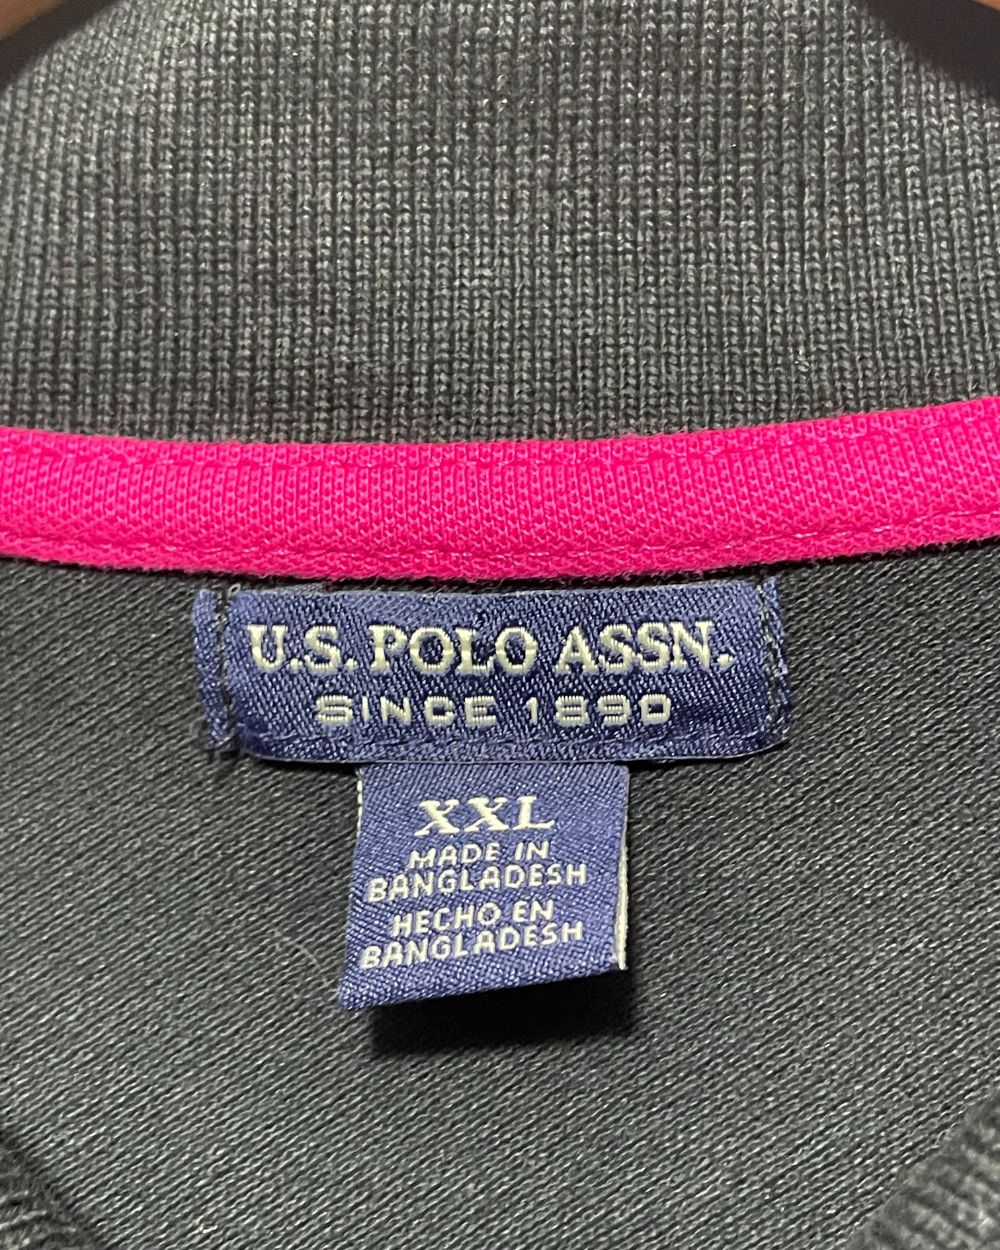 U.S. POLO ASSN.
SINCE 1890
XXL
MADE IN
BANGLADESH
HECHO EN
BANGLADESH